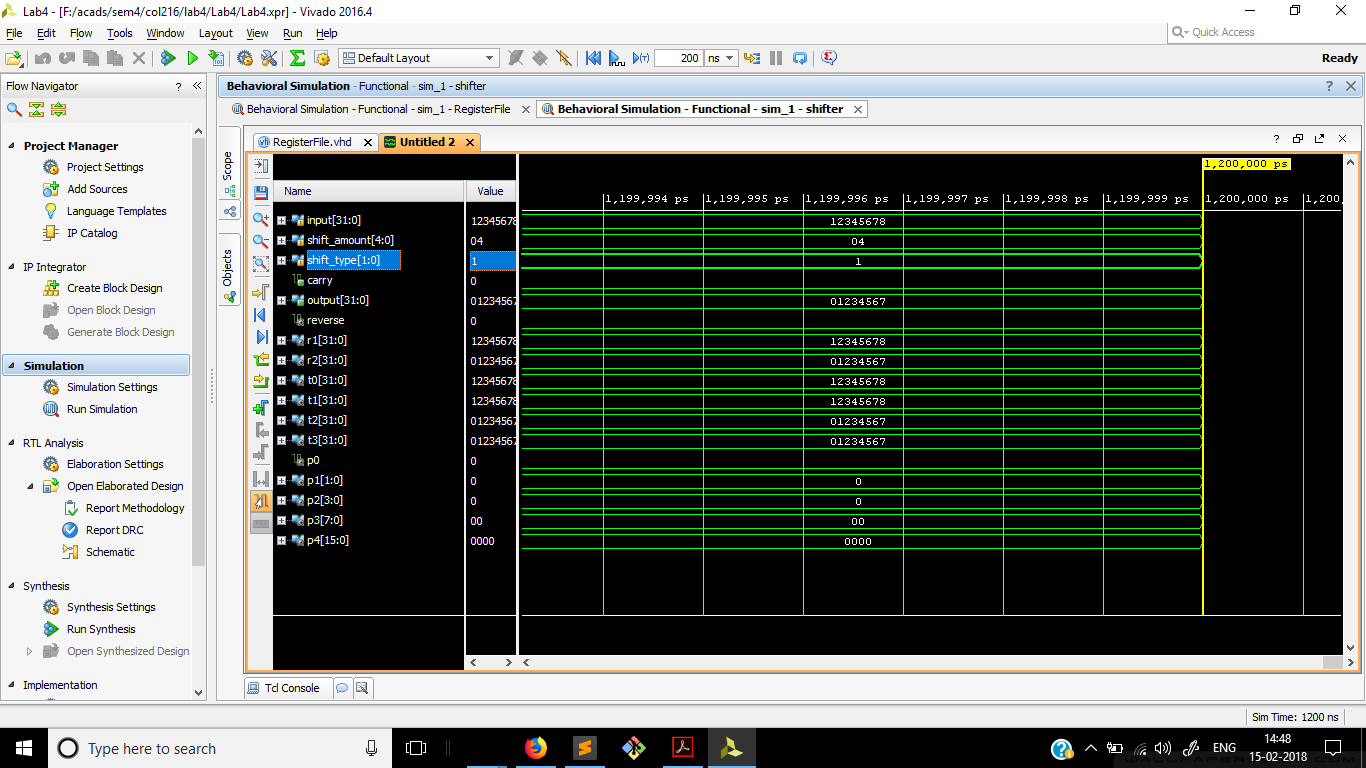 Lab4 - [F:/acads/sem4/col216/lab4/Lab4/Lab4.xpr] - Vivado 2016.4
File Edit Flow Tools Window Layout View Run Help
Quick Access
Default Layout 200 ns Ready
Flow Navigator ? «
Behavioral Simulation - Functional - sim_1 - shifter
Behavioral Simulation - Functional - sim_1 - RegisterFile
Behavioral Simulation - Functional - sim_1 - shifter
Project Manager
Project Settings
Add Sources
Language Templates
IP Catalog
IP Integrator
Create Block Design
Open Block Design
Generate Block Design
Simulation
Simulation Settings
Run Simulation
RTL Analysis
Elaboration Settings
Open Elaborated Design
Report Methodology
Report DRC
Schematic
Synthesis
Synthesis Settings
Run Synthesis
Open Synthesized Design
Implementation
Scope
Objects
RegisterFile.vhd
Untitled 2
Name Value
1,200,000 ps
1,199,994 ps 1,199,995 ps 1,199,996 ps 1,199,997 ps 1,199,998 ps 1,199,999 ps 1,200,000 ps 1,200,
input[31:0] 12345678 12345678
shift_amount[4:0] 04 04
shift_type[1:0] 1 1
carry 0
output[31:0] 01234567 01234567
reverse 0
r1[31:0] 12345678 12345678
r2[31:0] 01234567 01234567
t0[31:0] 12345678 12345678
t1[31:0] 12345678 12345678
t2[31:0] 01234567 01234567
t3[31:0] 01234567 01234567
p0 0
p1[1:0] 0 0
p2[3:0] 0 0
p3[7:0] 00 00
p4[15:0] 0000 0000
Tcl Console
Sim Time: 1200 ns
Type here to search
ENG
14:48
15-02-2018